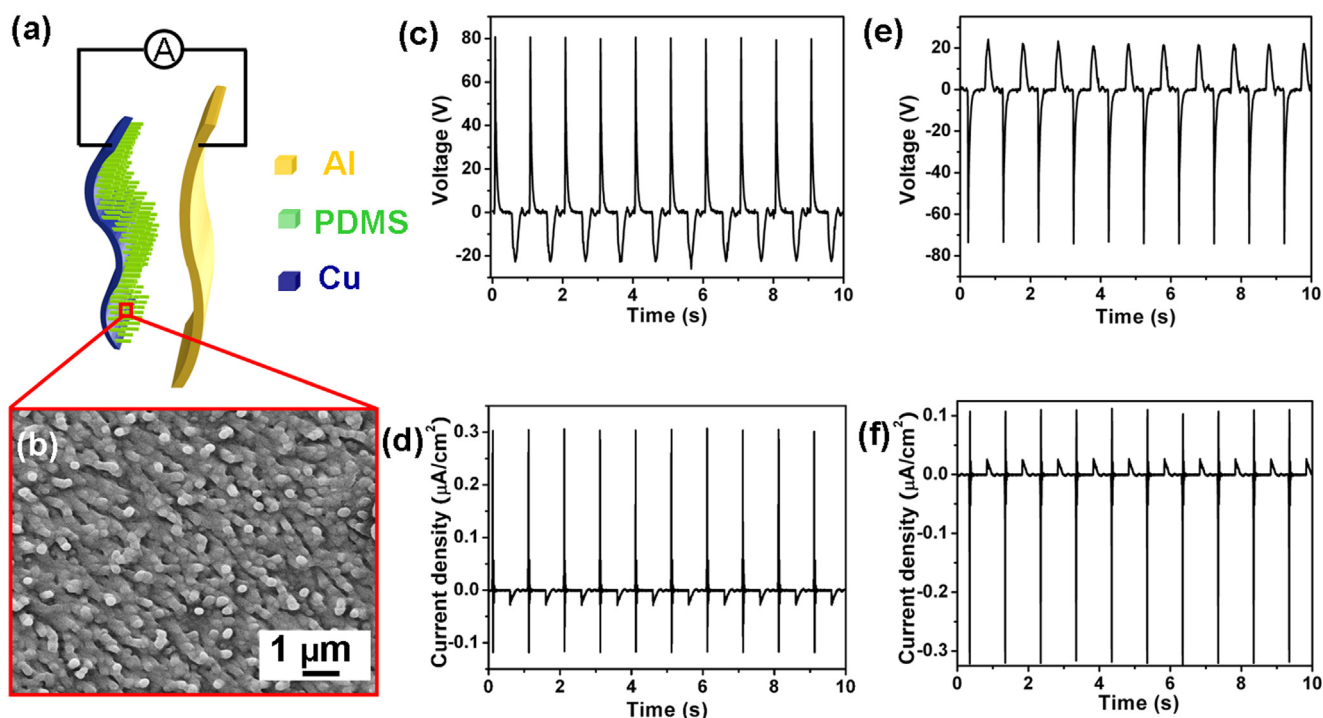 (a)
A
Al
PDMS
Cu
(b)
1 µm
(c)
Voltage (V)
80
60
40
20
0
-20
0 2 4 6 8 10
Time (s)
(e)
Voltage (V)
20
0
-20
-40
-60
-80
0 2 4 6 8 10
Time (s)
(d)
Current density (µA/cm²)
0.3
0.2
0.1
0.0
-0.1
0 2 4 6 8 10
Time (s)
(f)
Current density (µA/cm²)
0.1
0.0
-0.1
-0.2
-0.3
0 2 4 6 8 10
Time (s)